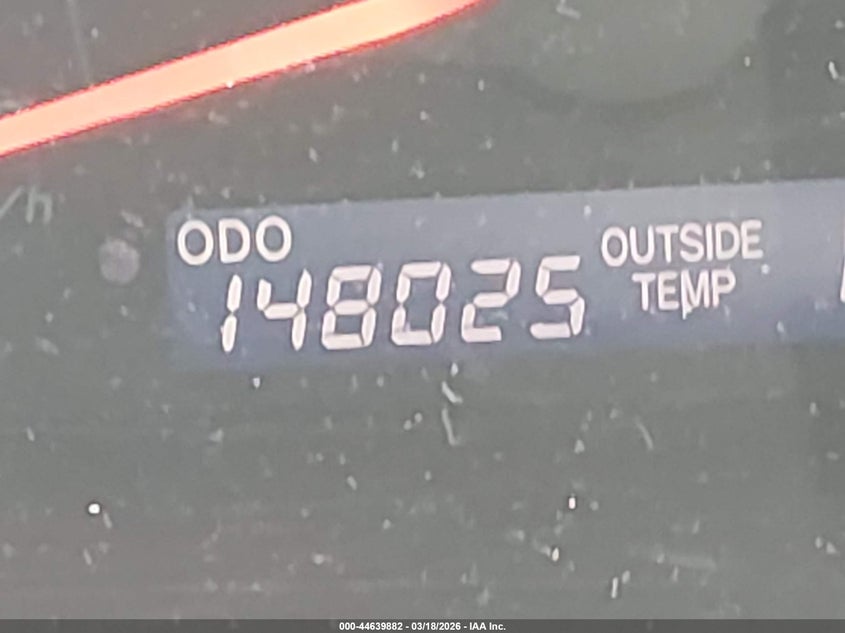 /h
ODO
148025
OUTSIDE
TEMP
000-44639882 - 03/18/2026 - IAA Inc.